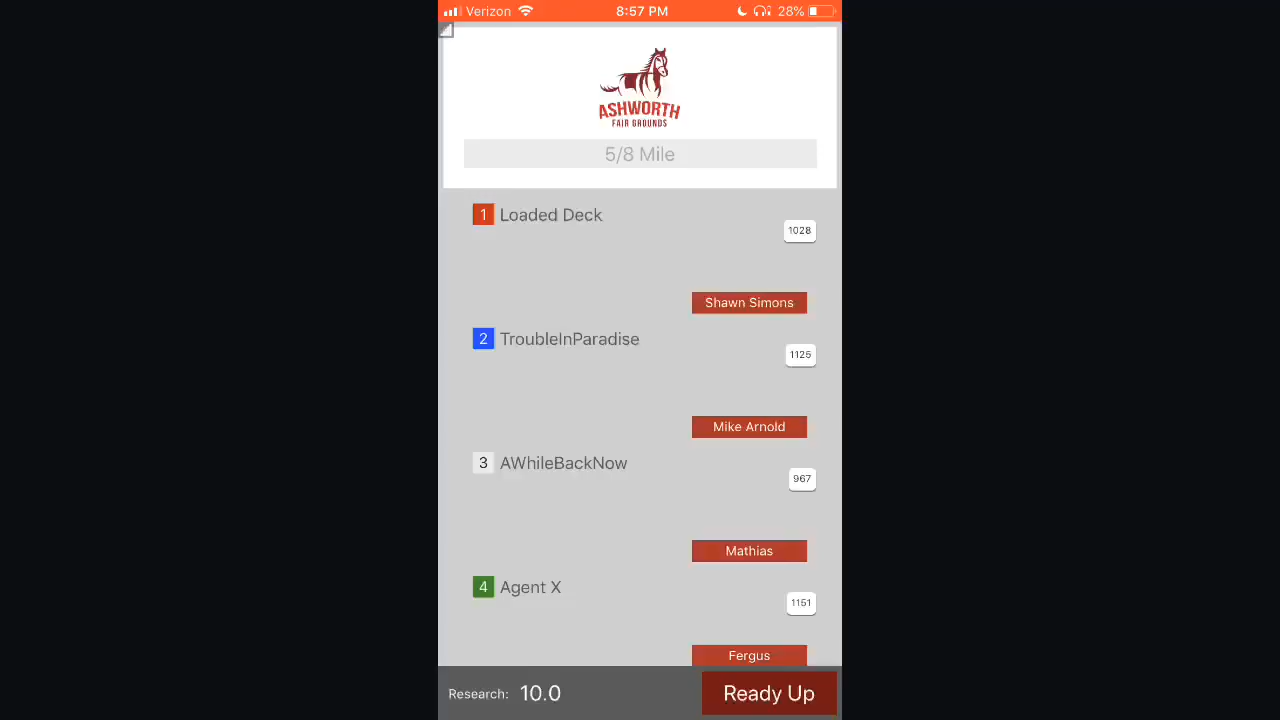 Verizon 8:57 PM 28%
ASHWORTH
FAIR GROUNDS
5/8 Mile
1 Loaded Deck
1028
Shawn Simons
2 TroubleInParadise
1125
Mike Arnold
3 AWhileBackNow
967
Mathias
4 Agent X
1151
Fergus
Research: 10.0 Ready Up